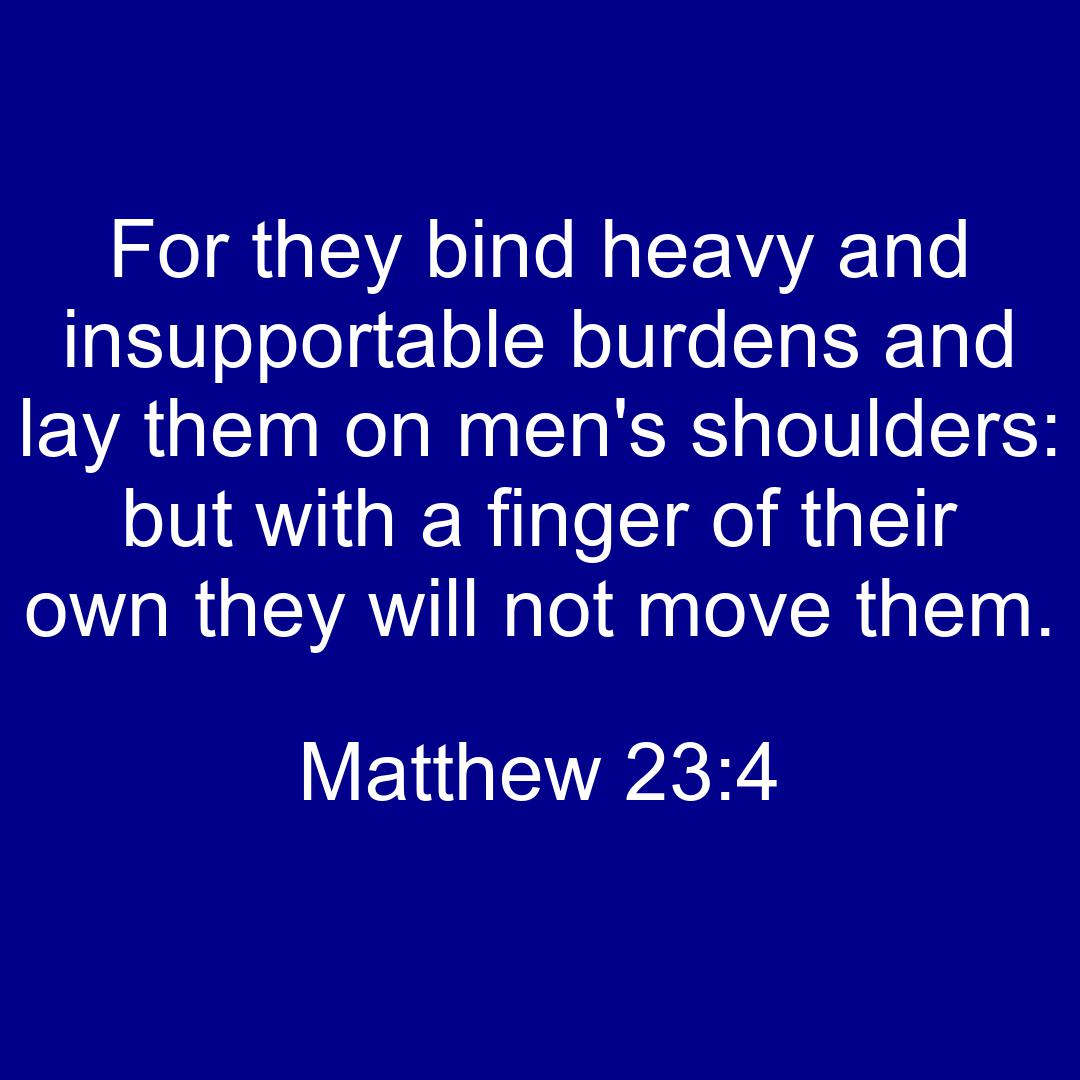 For they bind heavy and
insupportable burdens and
lay them on men's shoulders:
but with a finger of their
own they will not move them.
Matthew 23:4